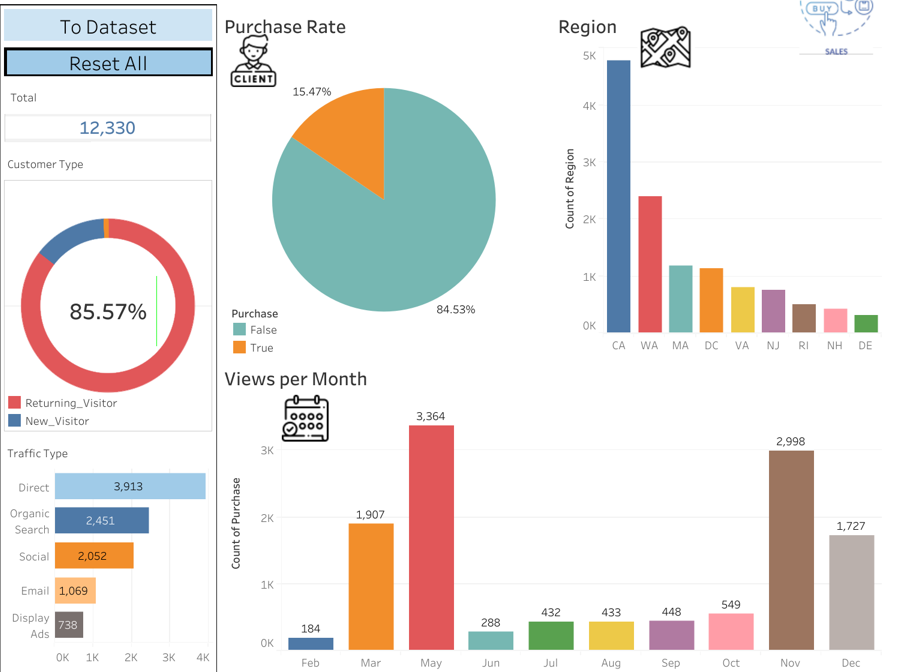 To Dataset
Reset All
Total
12,330
Customer Type
85.57%
Returning_Visitor
New_Visitor
Traffic Type
Direct
3,913
Organic
Search
2,451
Social
2,052
Email
1,069
Display
Ads
738
0K 1K 2K 3K 4K
Purchase Rate
CLIENT
15.47%
84.53%
Purchase
False
True
Region
BUY
SALES
Count of Region
5K
4K
3K
2K
1K
0K
CA WA MA DC VA NJ RI NH DE
Views per Month
Count of Purchase
3K
2K
1K
0K
184
1,907
3,364
288
432
433
448
549
2,998
1,727
Feb Mar May Jun Jul Aug Sep Oct Nov Dec